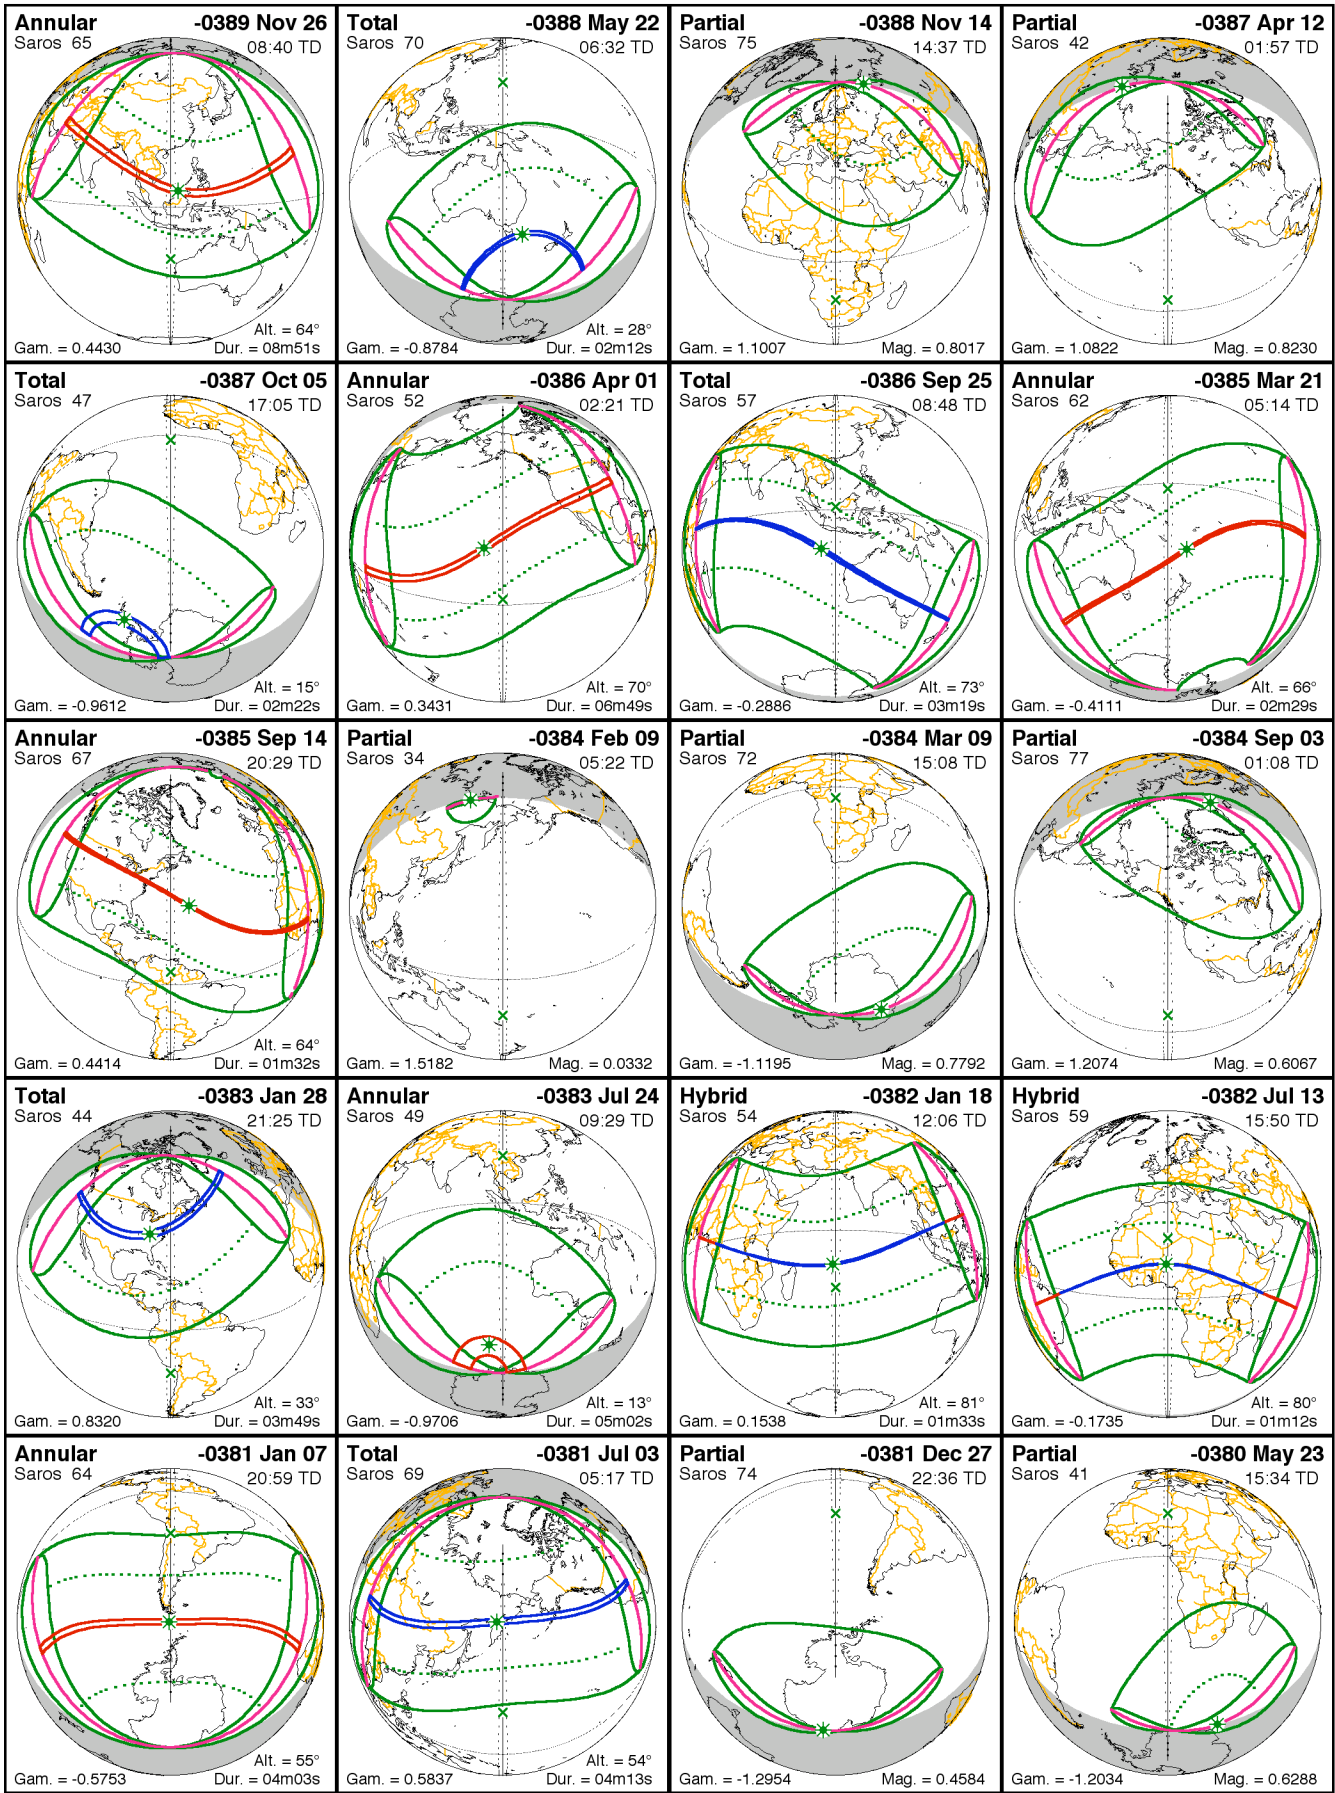 Annular -0389 Nov 26
Saros 65 08:40 TD
Alt. = 64°
Gam. = 0.4430 Dur. = 08m51s
Total -0388 May 22
Saros 70 06:32 TD
Alt. = 28°
Gam. = -0.8784 Dur. = 02m12s
Partial -0388 Nov 14
Saros 75 14:37 TD
Gam. = 1.1007 Mag. = 0.8017
Partial -0387 Apr 12
Saros 42 01:57 TD
Gam. = 1.0822 Mag. = 0.8230
Total -0387 Oct 05
Saros 47 17:05 TD
Alt. = 15°
Gam. = -0.9612 Dur. = 02m22s
Annular -0386 Apr 01
Saros 52 02:21 TD
Alt. = 70°
Gam. = 0.3431 Dur. = 06m49s
Total -0386 Sep 25
Saros 57 08:48 TD
Alt. = 73°
Gam. = -0.2886 Dur. = 03m19s
Annular -0385 Mar 21
Saros 62 05:14 TD
Alt. = 66°
Gam. = -0.4111 Dur. = 02m29s
Annular -0385 Sep 14
Saros 67 20:29 TD
Alt. = 64°
Gam. = 0.4414 Dur. = 01m32s
Partial -0384 Feb 09
Saros 34 05:22 TD
Gam. = 1.5182 Mag. = 0.0332
Partial -0384 Mar 09
Saros 72 15:08 TD
Gam. = -1.1195 Mag. = 0.7792
Partial -0384 Sep 03
Saros 77 01:08 TD
Gam. = 1.2074 Mag. = 0.6067
Total -0383 Jan 28
Saros 44 21:25 TD
Alt. = 33°
Gam. = 0.8320 Dur. = 03m49s
Annular -0383 Jul 24
Saros 49 09:29 TD
Alt. = 13°
Gam. = -0.9706 Dur. = 05m02s
Hybrid -0382 Jan 18
Saros 54 12:06 TD
Alt. = 81°
Gam. = 0.1538 Dur. = 01m33s
Hybrid -0382 Jul 13
Saros 59 15:50 TD
Alt. = 80°
Gam. = -0.1735 Dur. = 01m12s
Annular -0381 Jan 07
Saros 64 20:59 TD
Alt. = 55°
Gam. = -0.5753 Dur. = 04m03s
Total -0381 Jul 03
Saros 69 05:17 TD
Alt. = 54°
Gam. = 0.5837 Dur. = 04m13s
Partial -0381 Dec 27
Saros 74 22:36 TD
Gam. = -1.2954 Mag. = 0.4584
Partial -0380 May 23
Saros 41 15:34 TD
Gam. = -1.2034 Mag. = 0.6288